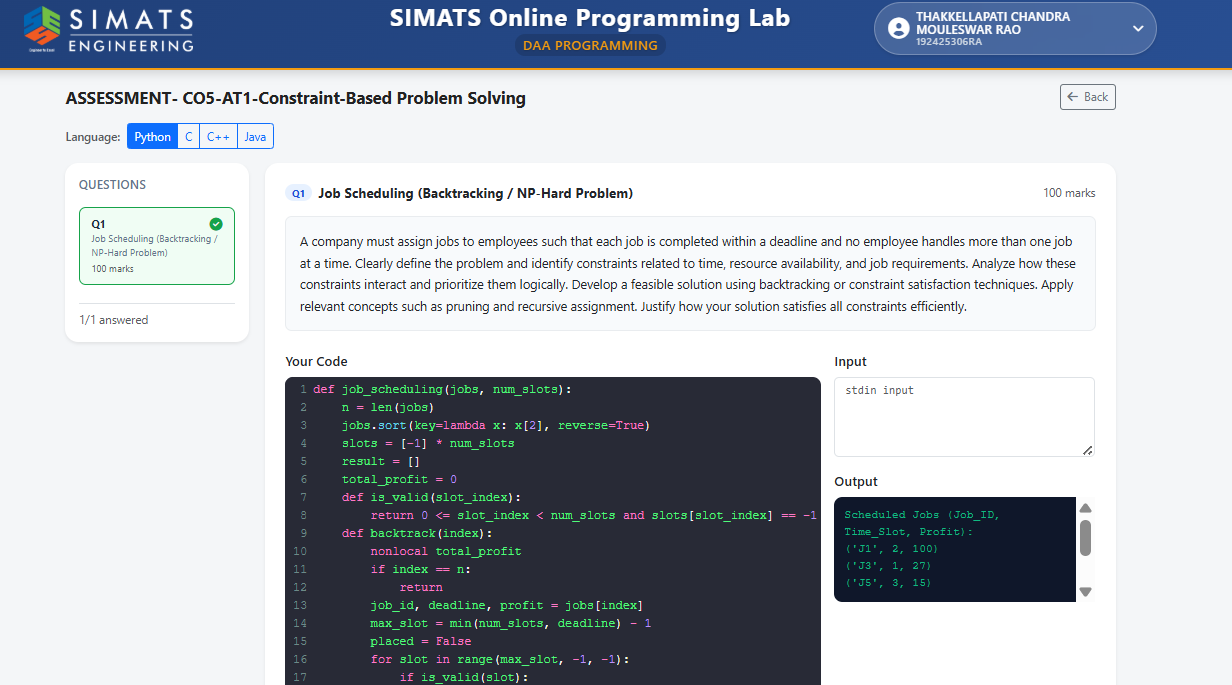 SIMATS
ENGINEERING
SIMATS Online Programming Lab
DAA PROGRAMMING
THAKKELLAPATI CHANDRA
MOULESWAR RAO
192425306RA
ASSESSMENT- CO5-AT1-Constraint-Based Problem Solving
← Back
Language: Python C C++ Java
QUESTIONS
Q1
Job Scheduling (Backtracking /
NP-Hard Problem)
100 marks
1/1 answered
Q1 Job Scheduling (Backtracking / NP-Hard Problem)
100 marks
A company must assign jobs to employees such that each job is completed within a deadline and no employee handles more than one job
at a time. Clearly define the problem and identify constraints related to time, resource availability, and job requirements. Analyze how these
constraints interact and prioritize them logically. Develop a feasible solution using backtracking or constraint satisfaction techniques. Apply
relevant concepts such as pruning and recursive assignment. Justify how your solution satisfies all constraints efficiently.
Your Code
1 def job_scheduling(jobs, num_slots):
2     n = len(jobs)
3     jobs.sort(key=lambda x: x[2], reverse=True)
4     slots = [-1] * num_slots
5     result = []
6     total_profit = 0
7     def is_valid(slot_index):
8         return 0 <= slot_index < num_slots and slots[slot_index] == -1
9     def backtrack(index):
10         nonlocal total_profit
11         if index == n:
12             return
13         job_id, deadline, profit = jobs[index]
14         max_slot = min(num_slots, deadline) - 1
15         placed = False
16         for slot in range(max_slot, -1, -1):
17             if is_valid(slot):
Input
stdin input
Output
Scheduled Jobs (Job_ID,
Time_Slot, Profit):
('J1', 2, 100)
('J3', 1, 27)
('J5', 3, 15)